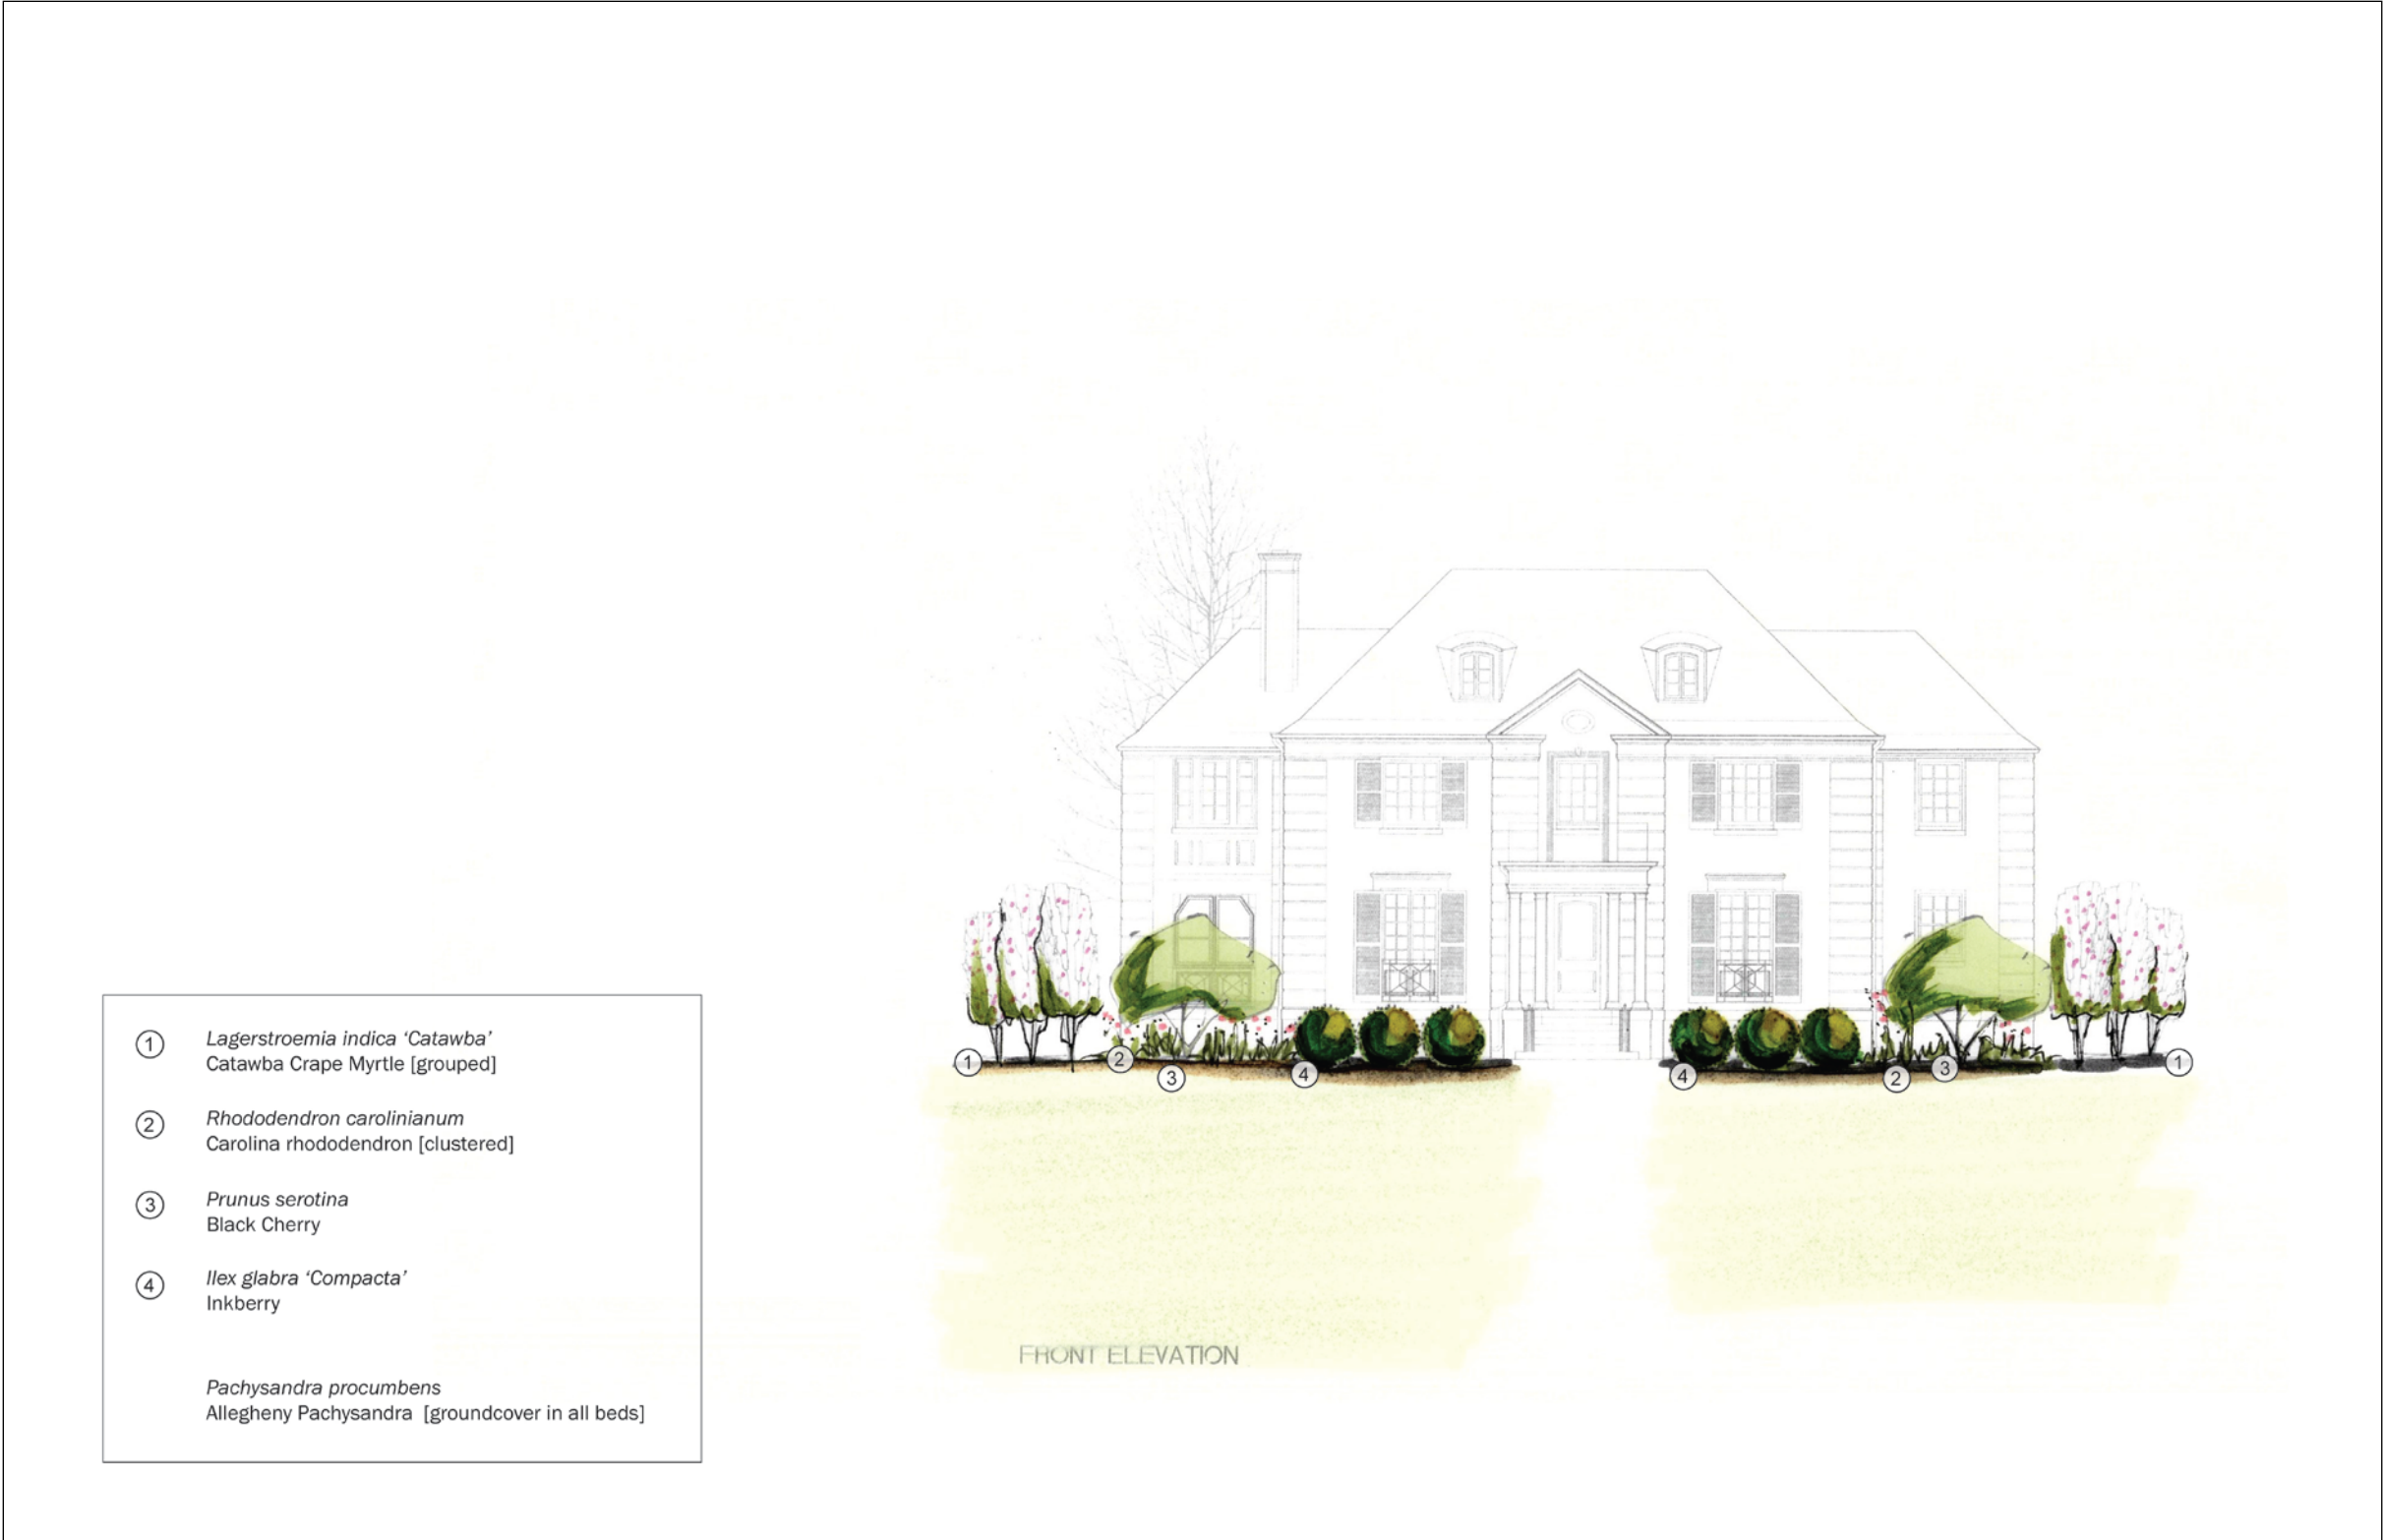 1
Lagerstroemia indica ‘Catawba’
Catawba Crape Myrtle [grouped]
2
Rhododendron carolinianum
Carolina rhododendron [clustered]
3
Prunus serotina
Black Cherry
4
Ilex glabra ‘Compacta’
Inkberry
Pachysandra procumbens
Allegheny Pachysandra [groundcover in all beds]
1 2 3 4 4 2 3 1
FRONT ELEVATION